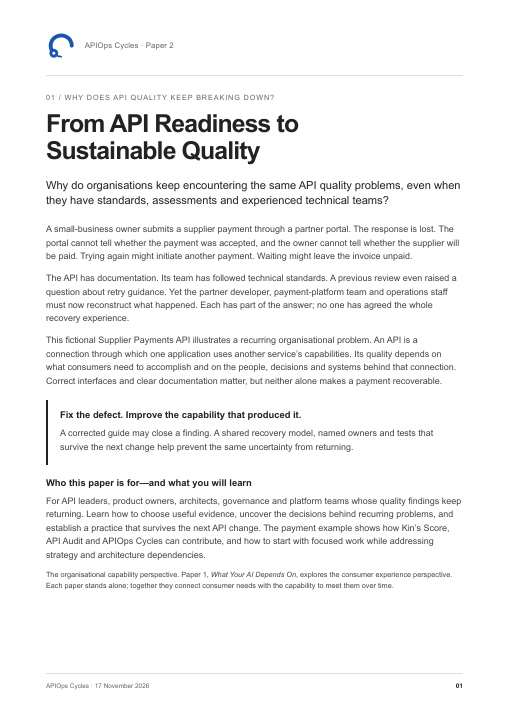 APIOps Cycles · Paper 2
01 / WHY DOES API QUALITY KEEP BREAKING DOWN?
From API Readiness to
Sustainable Quality
Why do organisations keep encountering the same API quality problems, even when
they have standards, assessments and experienced technical teams?
A small-business owner submits a supplier payment through a partner portal. The response is lost. The
portal cannot tell whether the payment was accepted, and the owner cannot tell whether the supplier will
be paid. Trying again might initiate another payment. Waiting might leave the invoice unpaid.
The API has documentation. Its team has followed technical standards. A previous review even raised a
question about retry guidance. Yet the partner developer, payment-platform team and operations staff
must now reconstruct what happened. Each has part of the answer; no one has agreed the whole
recovery experience.
This fictional Supplier Payments API illustrates a recurring organisational problem. An API is a
connection through which one application uses another service's capabilities. Its quality depends on
what consumers need to accomplish and on the people, decisions and systems behind that connection.
Correct interfaces and clear documentation matter, but neither alone makes a payment recoverable.
Fix the defect. Improve the capability that produced it.
A corrected guide may close a finding. A shared recovery model, named owners and tests that
survive the next change help prevent the same uncertainty from returning.
Who this paper is for—and what you will learn
For API leaders, product owners, architects, governance and platform teams whose quality findings keep
returning. Learn how to choose useful evidence, uncover the decisions behind recurring problems, and
establish a practice that survives the next API change. The payment example shows how Kin's Score,
API Audit and APIOps Cycles can contribute, and how to start with focused work while addressing
strategy and architecture dependencies.
The organisational capability perspective. Paper 1, What Your AI Depends On, explores the consumer experience perspective.
Each paper stands alone; together they connect consumer needs with the capability to meet them over time.
APIOps Cycles · 17 November 2026
01